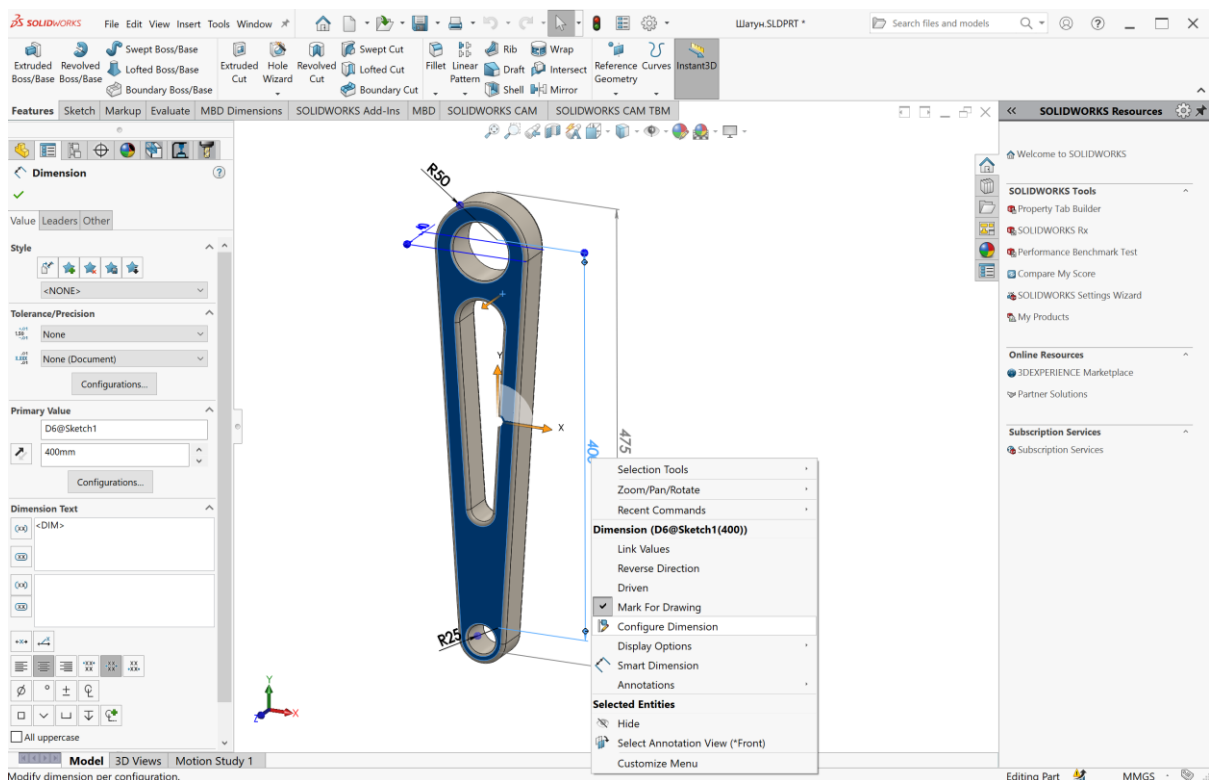 SOLIDWORKS File Edit View Insert Tools Window Шатун.SLDPRT * Search files and models
Extruded Boss/Base Revolved Boss/Base Swept Boss/Base Lofted Boss/Base Boundary Boss/Base Extruded Cut Hole Wizard Revolved Cut Swept Cut Lofted Cut Boundary Cut Fillet Linear Pattern Rib Draft Shell Wrap Intersect Mirror Reference Geometry Curves Instant3D
Features Sketch Markup Evaluate MBD Dimensions SOLIDWORKS Add-Ins MBD SOLIDWORKS CAM SOLIDWORKS CAM TBM
Dimension
Value Leaders Other
Style
<NONE>
Tolerance/Precision
None
None (Document)
Configurations...
Primary Value
D6@Sketch1
400mm
Configurations...
Dimension Text
<DIM>
All uppercase
R50
Y
X
475
400
R25
Y
Z X
Selection Tools
Zoom/Pan/Rotate
Recent Commands
Dimension (D6@Sketch1(400))
Link Values
Reverse Direction
Driven
Mark For Drawing
Configure Dimension
Display Options
Smart Dimension
Annotations
Selected Entities
Hide
Select Annotation View (*Front)
Customize Menu
SOLIDWORKS Resources
Welcome to SOLIDWORKS
SOLIDWORKS Tools
Property Tab Builder
SOLIDWORKS Rx
Performance Benchmark Test
Compare My Score
SOLIDWORKS Settings Wizard
My Products
Online Resources
3DEXPERIENCE Marketplace
Partner Solutions
Subscription Services
Subscription Services
Model 3D Views Motion Study 1
Modify dimension per configuration. Editing Part MMGS